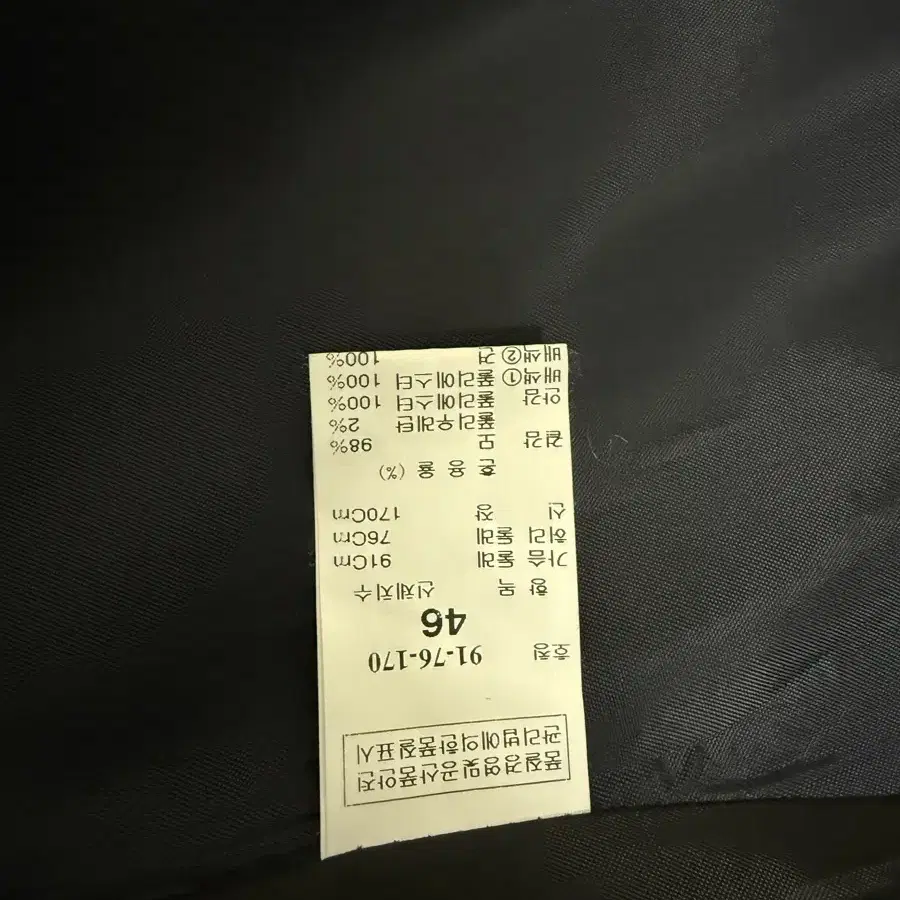 품질경영및공산품안전
관리법에의한품질표시
호칭 91-76-170
46
항 목 신체치수
가슴 둘레 91Cm
허리 둘레 76Cm
신 장 170Cm
혼 용 율 (%)
겉감 모 98%
폴리우레탄 2%
안감 폴리에스터 100%
배색① 폴리에스터 100%
배색② 견 100%